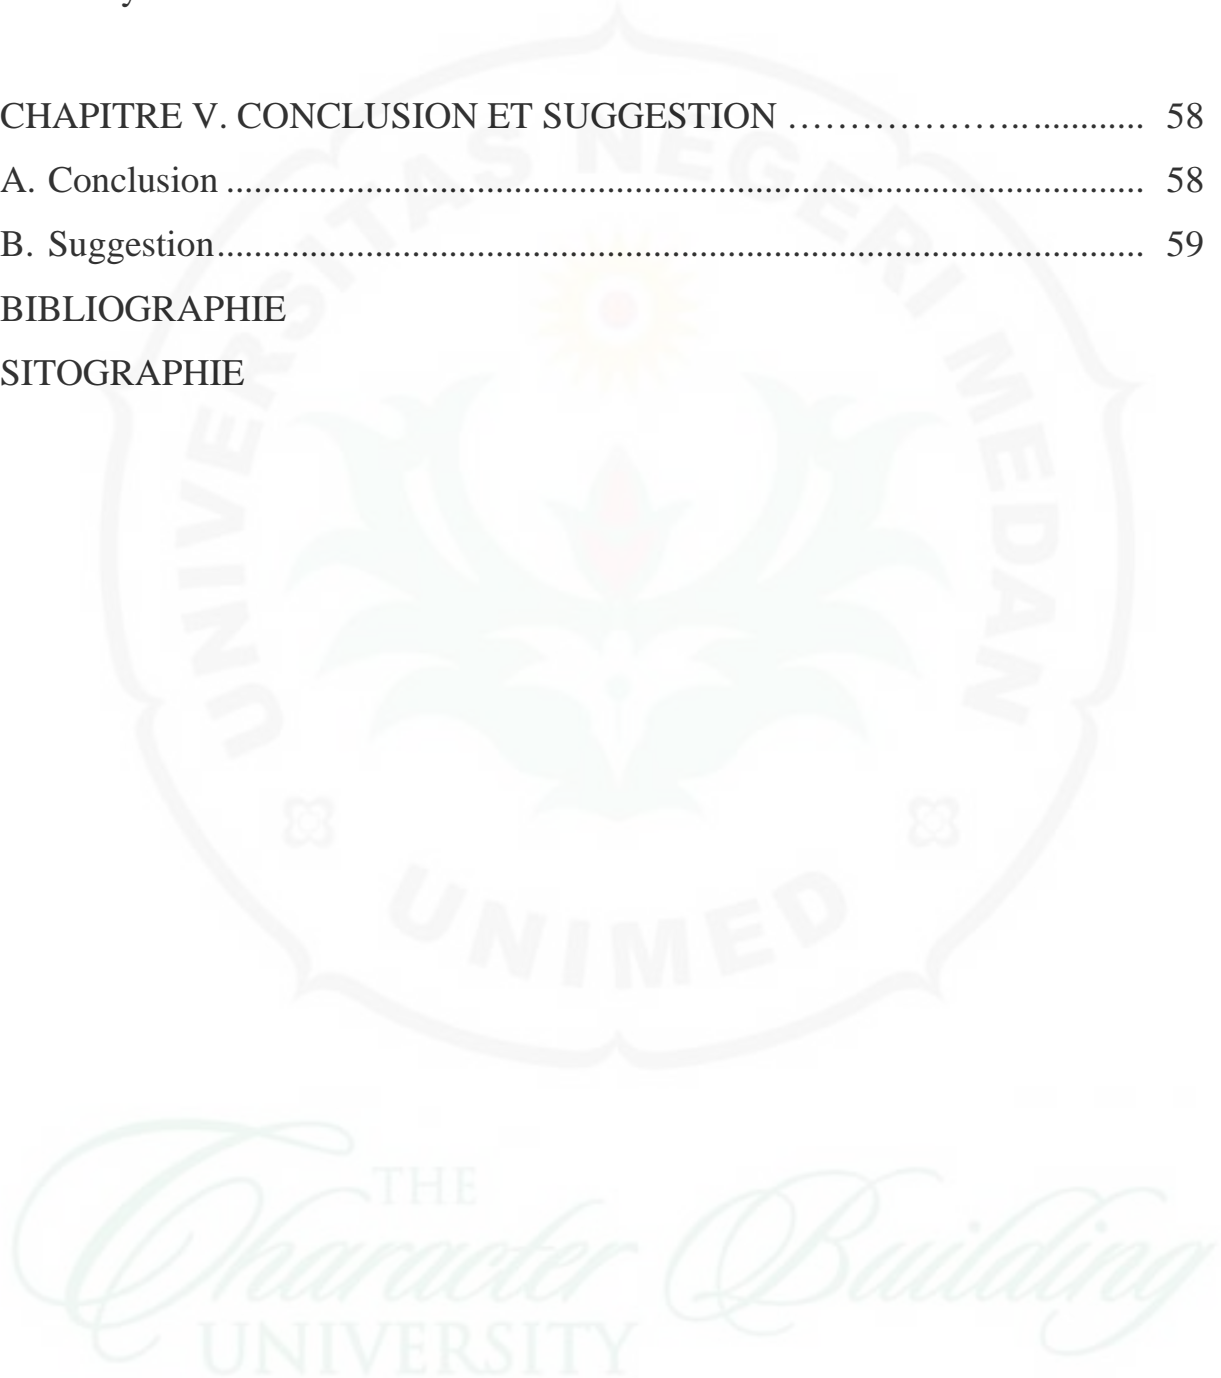 CHAPITRE V. CONCLUSION ET SUGGESTION ………………….. ............ 58
A. Conclusion .................................................................................................... 58
B. Suggestion..................................................................................................... 59
BIBLIOGRAPHIE
SITOGRAPHIE
UNIVERSITAS NEGERI MEDAN
UNIMED
THE
Character Building
UNIVERSITY